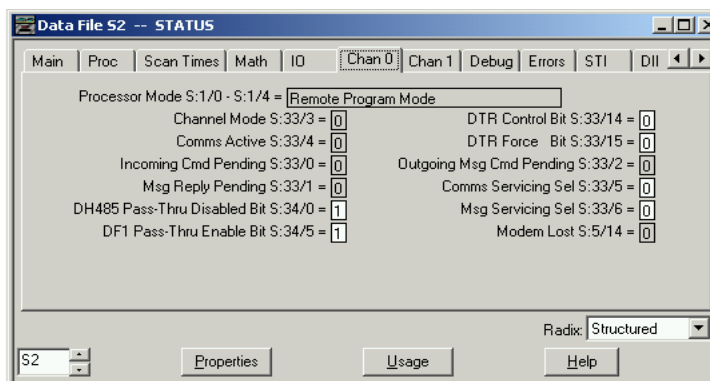 Data File S2 -- STATUS
Main Proc Scan Times Math IO Chan 0 Chan 1 Debug Errors STI DII
Processor Mode S:1/0 - S:1/4 = Remote Program Mode
Channel Mode S:33/3 = 0 DTR Control Bit S:33/14 = 0
Comms Active S:33/4 = 0 DTR Force Bit S:33/15 = 0
Incoming Cmd Pending S:33/0 = 0 Outgoing Msg Cmd Pending S:33/2 = 0
Msg Reply Pending S:33/1 = 0 Comms Servicing Sel S:33/5 = 0
DH485 Pass-Thru Disabled Bit S:34/0 = 1 Msg Servicing Sel S:33/6 = 0
DF1 Pass-Thru Enable Bit S:34/5 = 1 Modem Lost S:5/14 = 0
Radix: Structured
S2 Properties Usage Help